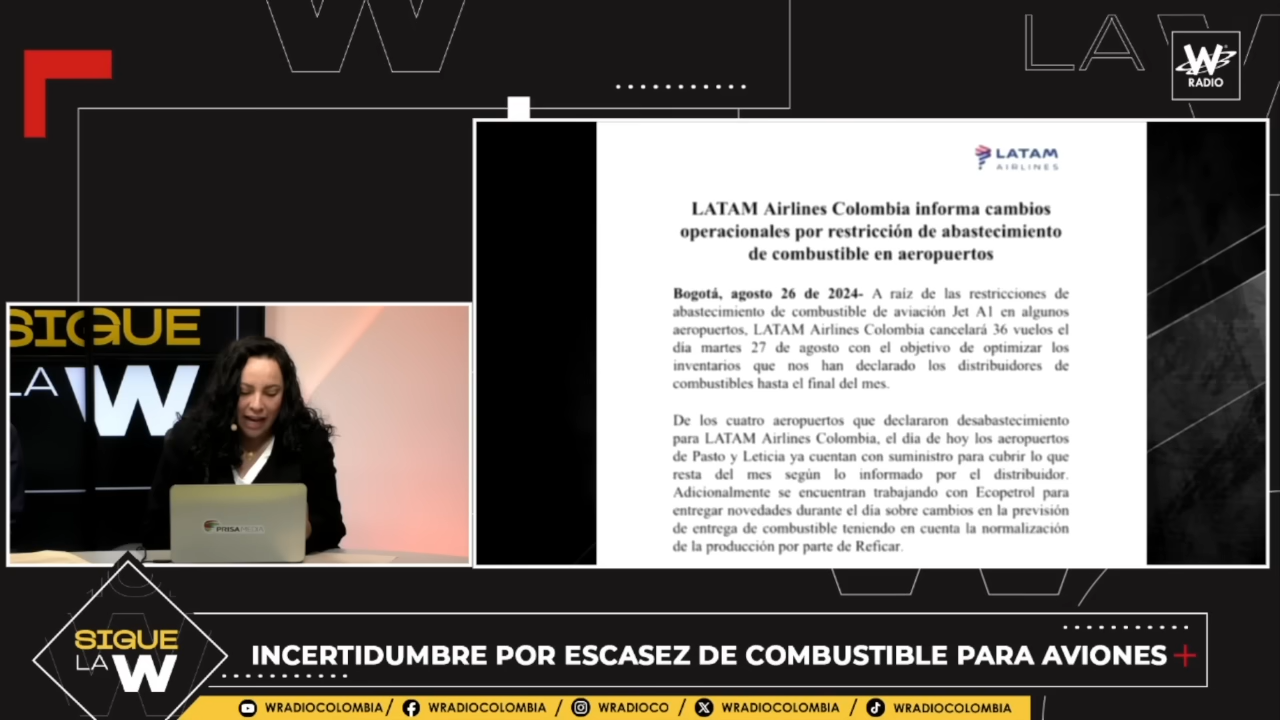 LA
W
RADIO
LATAM
AIRLINES
LATAM Airlines Colombia informa cambios
operacionales por restricción de abastecimiento
de combustible en aeropuertos
Bogotá, agosto 26 de 2024- A raíz de las restricciones de
abastecimiento de combustible de aviación Jet A1 en algunos
aeropuertos, LATAM Airlines Colombia cancelará 36 vuelos el
día martes 27 de agosto con el objetivo de optimizar los
inventarios que nos han declarado los distribuidores de
combustibles hasta el final del mes.
De los cuatro aeropuertos que declararon desabastecimiento
para LATAM Airlines Colombia, el día de hoy los aeropuertos
de Pasto y Leticia ya cuentan con suministro para cubrir lo que
resta del mes según lo informado por el distribuidor.
Adicionalmente se encuentran trabajando con Ecopetrol para
entregar novedades durante el día sobre cambios en la previsión
de entrega de combustible teniendo en cuenta la normalización
de la producción por parte de Reficar.
SIGUE
LA W
PRISA MEDIA
SIGUE
LA W
INCERTIDUMBRE POR ESCASEZ DE COMBUSTIBLE PARA AVIONES
WRADIOCOLOMBIA / WRADIOCOLOMBIA / WRADIOCO / WRADIOCOLOMBIA / WRADIOCOLOMBIA